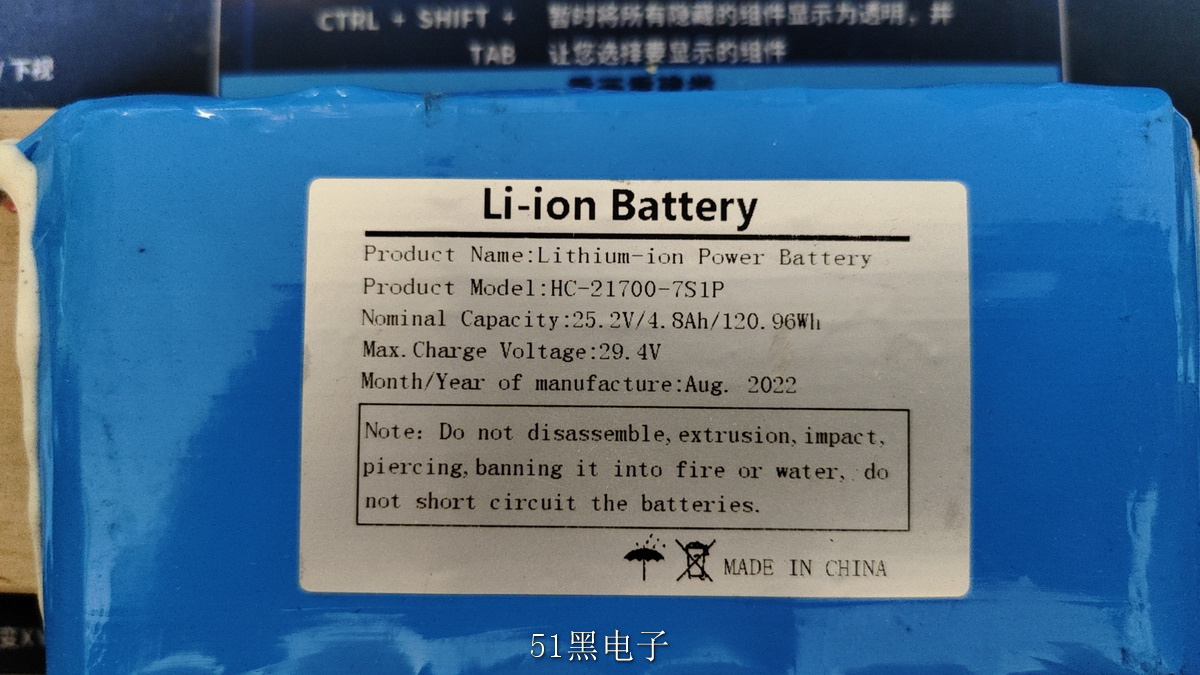 CTRL + SHIFT + 暂时将所有隐藏的组件显示为透明，并
TAB 让您选择要显示的组件
/ 下视
Li-ion Battery
Product Name:Lithium-ion Power Battery
Product Model:HC-21700-7S1P
Nominal Capacity:25.2V/4.8Ah/120.96Wh
Max.Charge Voltage:29.4V
Month/Year of manufacture:Aug. 2022
Note: Do not disassemble,extrusion,impact,
piercing,banning it into fire or water, do
not short circuit the batteries.
MADE IN CHINA
51黑电子